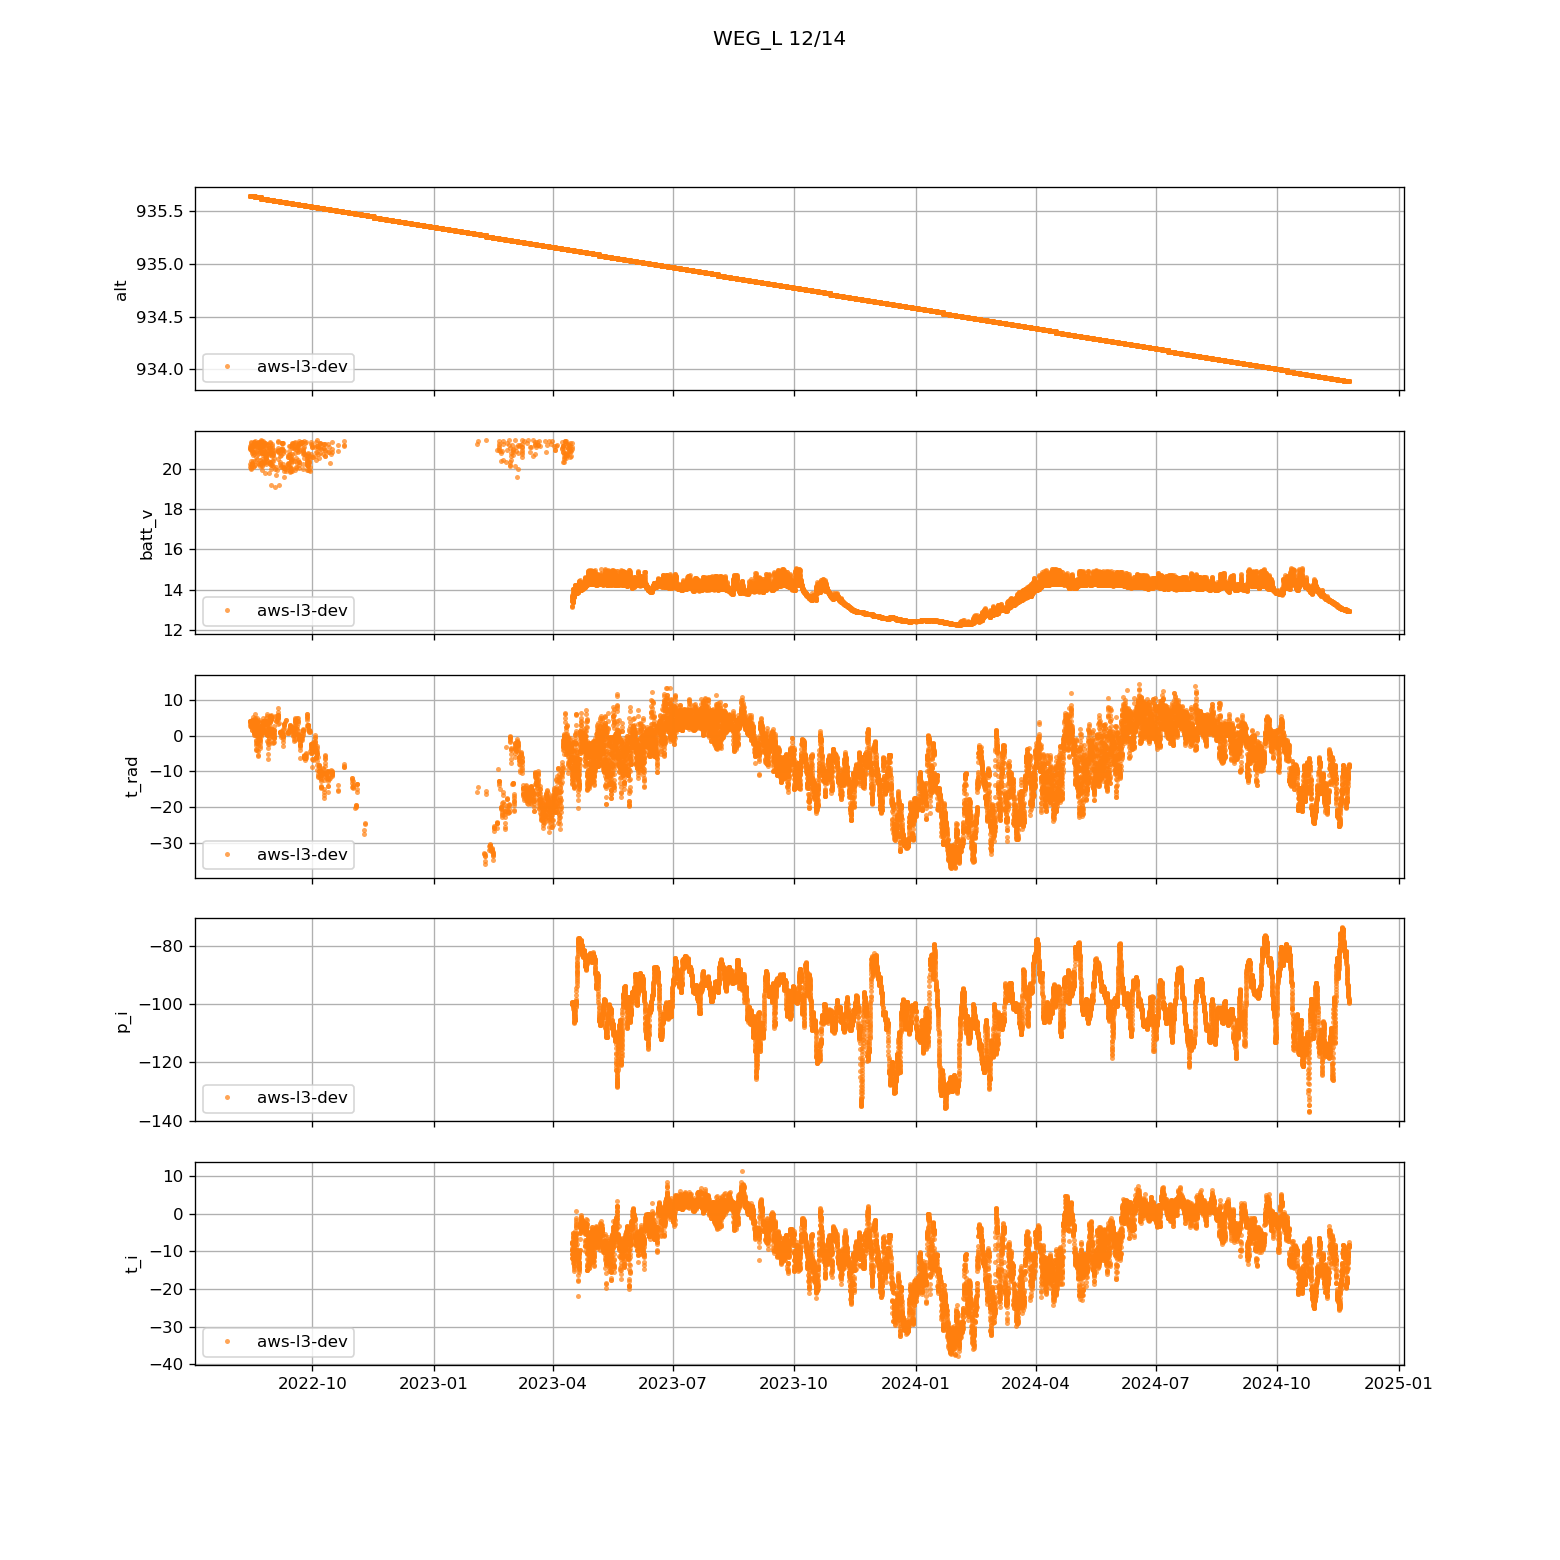 WEG_L 12/14
935.5
935.0
934.5
934.0
alt
aws-l3-dev
20
18
16
14
12
batt_v
aws-l3-dev
10
0
−10
−20
−30
t_rad
aws-l3-dev
−80
−100
−120
−140
p_i
aws-l3-dev
10
0
−10
−20
−30
−40
t_i
aws-l3-dev
2022-10 2023-01 2023-04 2023-07 2023-10 2024-01 2024-04 2024-07 2024-10 2025-01